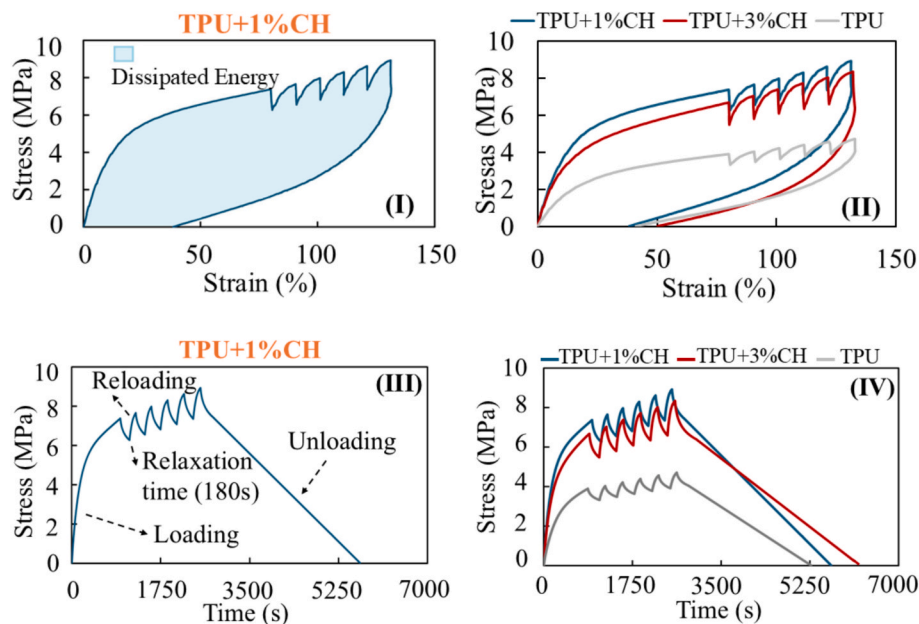 TPU+1%CH
10
8
6
4
2
0
Stress (MPa)
Dissipated Energy
(I)
0 50 100 150
Strain (%)
TPU+1%CH TPU+3%CH TPU
10
8
6
4
2
0
Sresas (MPa)
(II)
0 50 100 150
Strain (%)
TPU+1%CH
10
8
6
4
2
0
Stress (MPa)
(III)
Reloading
Relaxation
time (180s)
Unloading
Loading
0 1750 3500 5250 7000
Time (s)
TPU+1%CH TPU+3%CH TPU
10
8
6
4
2
0
Stress (MPa)
(IV)
0 1750 3500 5250 7000
Time (s)